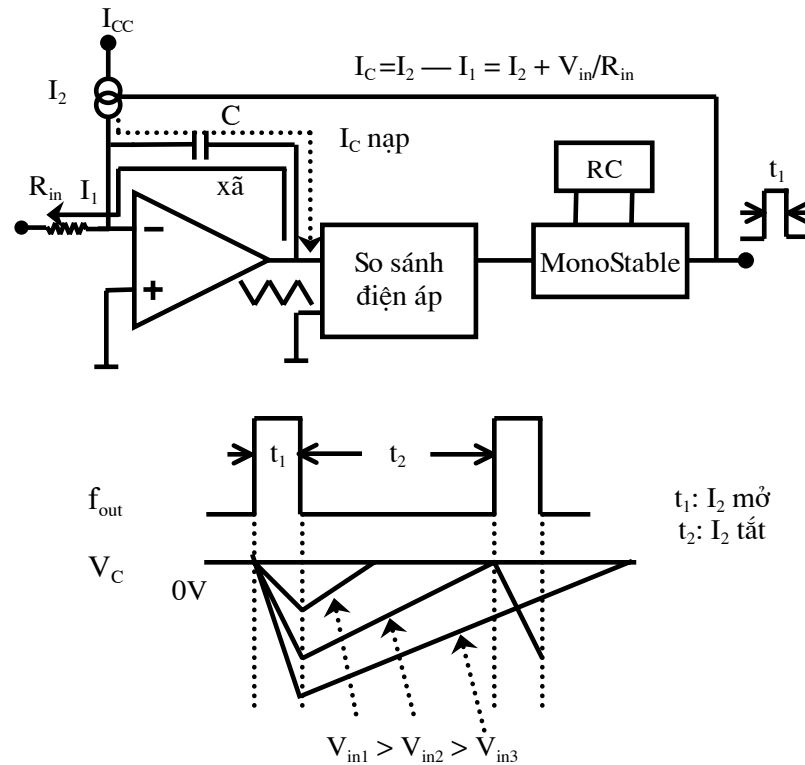 I_CC
I_C =I_2 — I_1 = I_2 + V_in/R_in
I_2
C
I_C nạp
R_in
I_1
xã
RC
t_1
−
+
So sánh
điện áp
MonoStable
t_1
t_2
f_out
t_1: I_2 mở
t_2: I_2 tắt
V_C
0V
V_in1 > V_in2 > V_in3